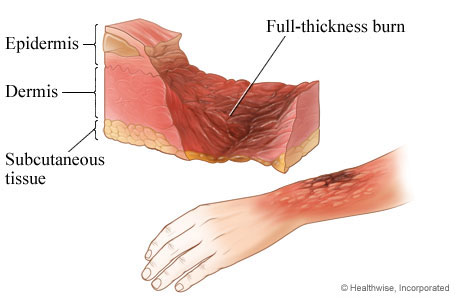 Full-thickness burn
Epidermis
Dermis
Subcutaneous
tissue
© Healthwise, Incorporated